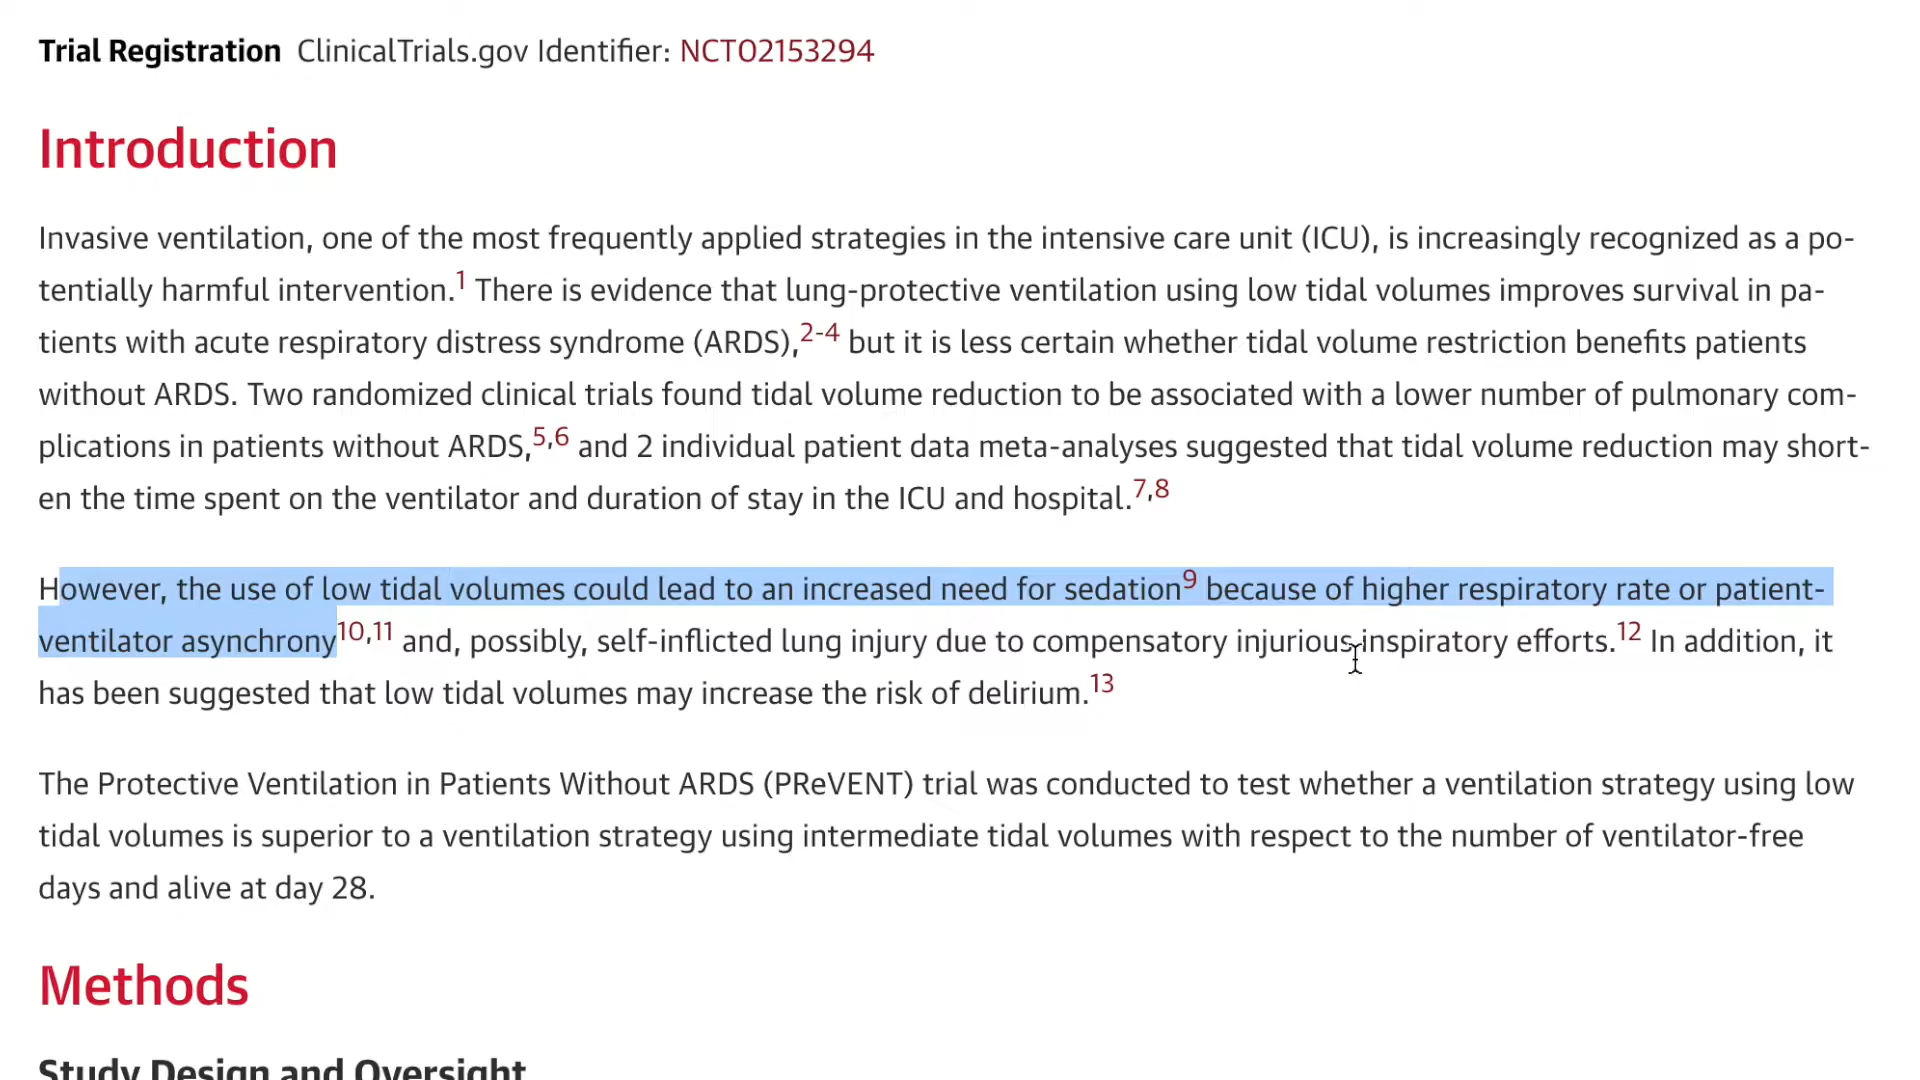 Trial Registration ClinicalTrials.gov Identifier: NCT02153294
Introduction
Invasive ventilation, one of the most frequently applied strategies in the intensive care unit (ICU), is increasingly recognized as a po-
tentially harmful intervention.1 There is evidence that lung-protective ventilation using low tidal volumes improves survival in pa-
tients with acute respiratory distress syndrome (ARDS),2-4 but it is less certain whether tidal volume restriction benefits patients
without ARDS. Two randomized clinical trials found tidal volume reduction to be associated with a lower number of pulmonary com-
plications in patients without ARDS,5,6 and 2 individual patient data meta-analyses suggested that tidal volume reduction may short-
en the time spent on the ventilator and duration of stay in the ICU and hospital.7,8
However, the use of low tidal volumes could lead to an increased need for sedation9 because of higher respiratory rate or patient-
ventilator asynchrony10,11 and, possibly, self-inflicted lung injury due to compensatory injurious inspiratory efforts.12 In addition, it
has been suggested that low tidal volumes may increase the risk of delirium.13
The Protective Ventilation in Patients Without ARDS (PReVENT) trial was conducted to test whether a ventilation strategy using low
tidal volumes is superior to a ventilation strategy using intermediate tidal volumes with respect to the number of ventilator-free
days and alive at day 28.
Methods
Study Design and Oversight